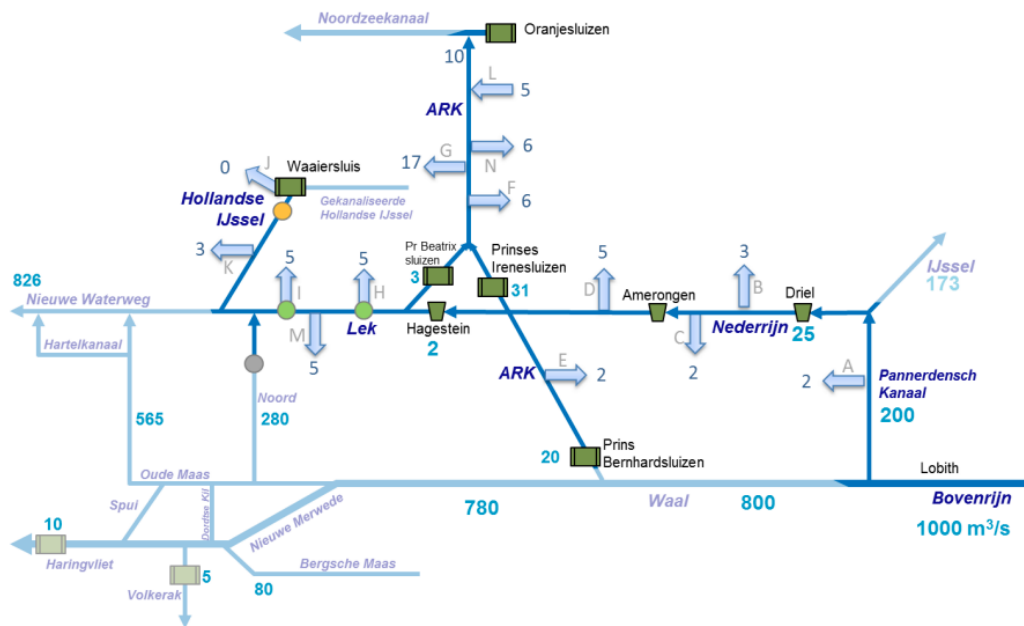 Noordzeekanaal
Oranjesluizen
10
L
5
ARK
6
G
17
N
F
6
0
J
Waaiersluis
Hollandse
IJssel
Gekanaliseerde
Hollandse IJssel
3
K
Pr Beatrix
sluizen
3
Prinses
Irenesluizen
31
5
D
Amerongen
3
B
Driel
IJssel
173
826
Nieuwe Waterweg
5
I
5
H
Lek
Hagestein
2
Nederrijn
25
Hartelkanaal
M
5
C
2
A
2
Pannerdensch
Kanaal
200
ARK
E
2
Noord
565
280
20
Prins
Bernhardsluizen
Lobith
Oude Maas
Bovenrijn
Spui
Dordtse Kil
Nieuwe Merwede
780
Waal
800
1000 m³/s
10
Haringvliet
5
Volkerak
80
Bergsche Maas